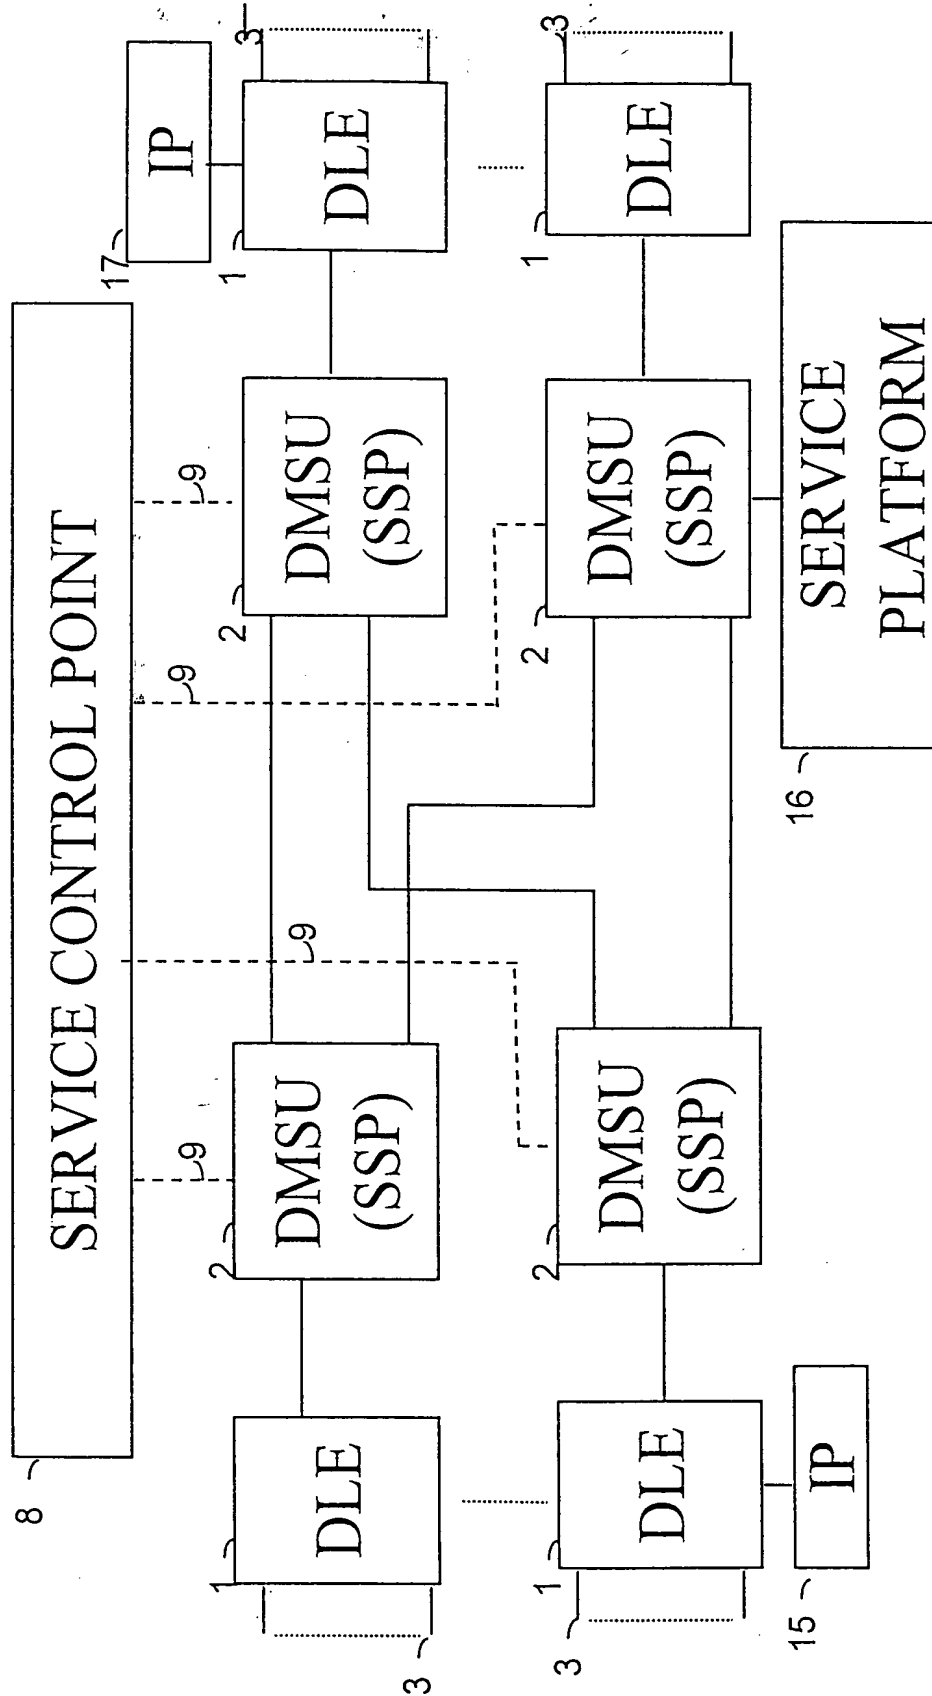 8
SERVICE CONTROL POINT
17
IP
9
9
9
9
1
DLE
3
2
DMSU
(SSP)
2
DMSU
(SSP)
1
DLE
3
1
DLE
3
2
DMSU
(SSP)
2
DMSU
(SSP)
1
DLE
3
15
IP
16
SERVICE
PLATFORM